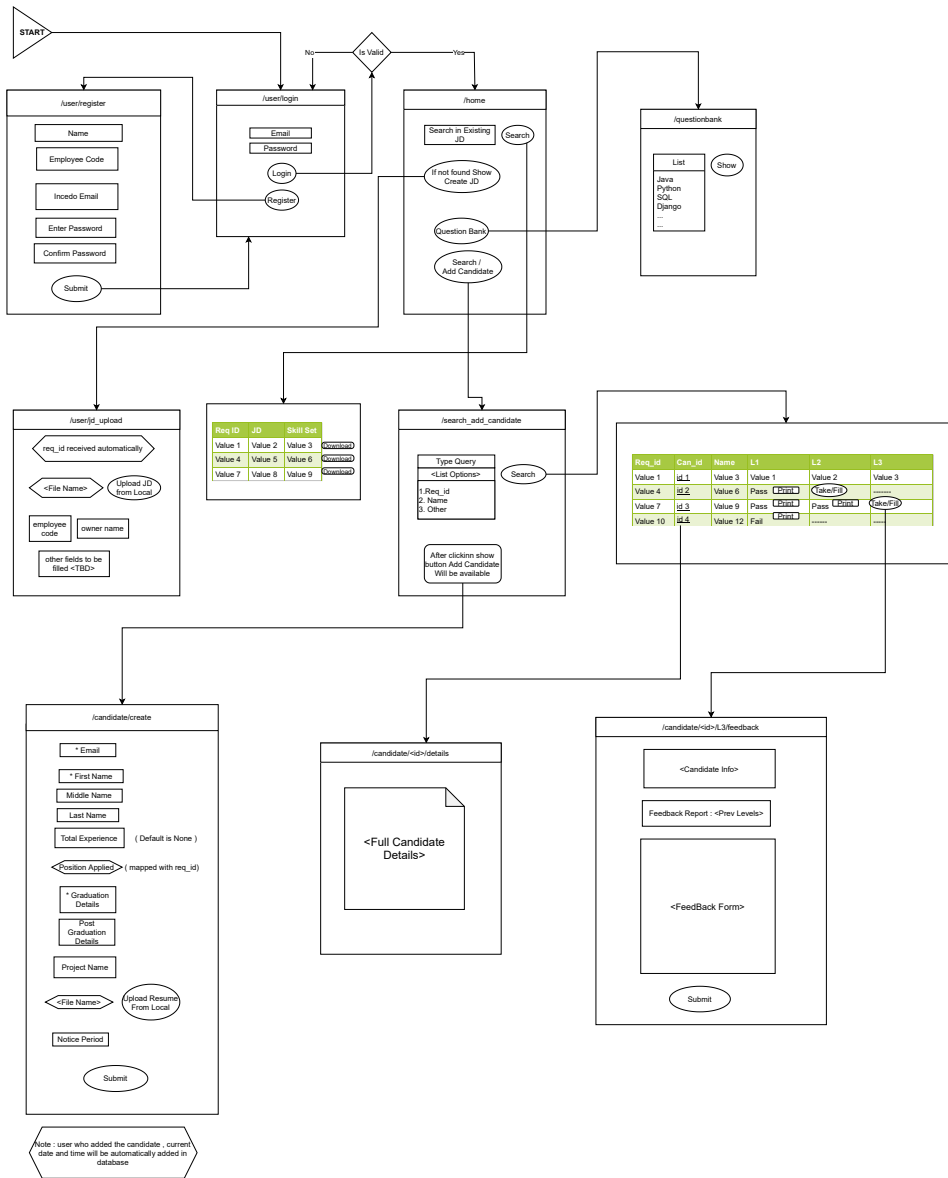 START
No
Is Valid
Yes
/user/register
Name
Employee Code
Incedo Email
Enter Password
Confirm Password
Submit
/user/login
Email
Password
Login
Register
/home
Search in Existing
JD
Search
If not found Show
Create JD
Question Bank
Search /
Add Candidate
/questionbank
List
Show
Java
Python
SQL
Django
...
...
/user/jd_upload
req_id received automatically
<File Name>
Upload JD
from Local
employee
code
owner name
other fields to be
filled <TBD>
Req ID JD Skill Set
Value 1 Value 2 Value 3 Download
Value 4 Value 5 Value 6 Download
Value 7 Value 8 Value 9 Download
/search_add_candidate
Type Query
<List Options>
1.Req_id
2. Name
3. Other
Search
After clickinn show
button Add Candidate
Will be available
Req_id Can_id Name L1 L2 L3
Value 1 id 1 Value 3 Value 1 Value 2 Value 3
Value 4 id 2 Value 6 Pass Print Take/Fill -------
Value 7 id 3 Value 9 Pass Print Pass Print Take/Fill
Value 10 id 4 Value 12 Fail Print ------ -----
/candidate/create
* Email
* First Name
Middle Name
Last Name
Total Experience ( Default is None )
Position Applied ( mapped with req_id)
* Graduation
Details
Post
Graduation
Details
Project Name
<File Name>
Upload Resume
From Local
Notice Period
Submit
Note : user who added the candidate , current
date and time will be automatically added in
database
/candidate/<id>/details
<Full Candidate
Details>
/candidate/<id>/L3/feedback
<Candidate Info>
Feedback Report : <Prev Levels>
<FeedBack Form>
Submit